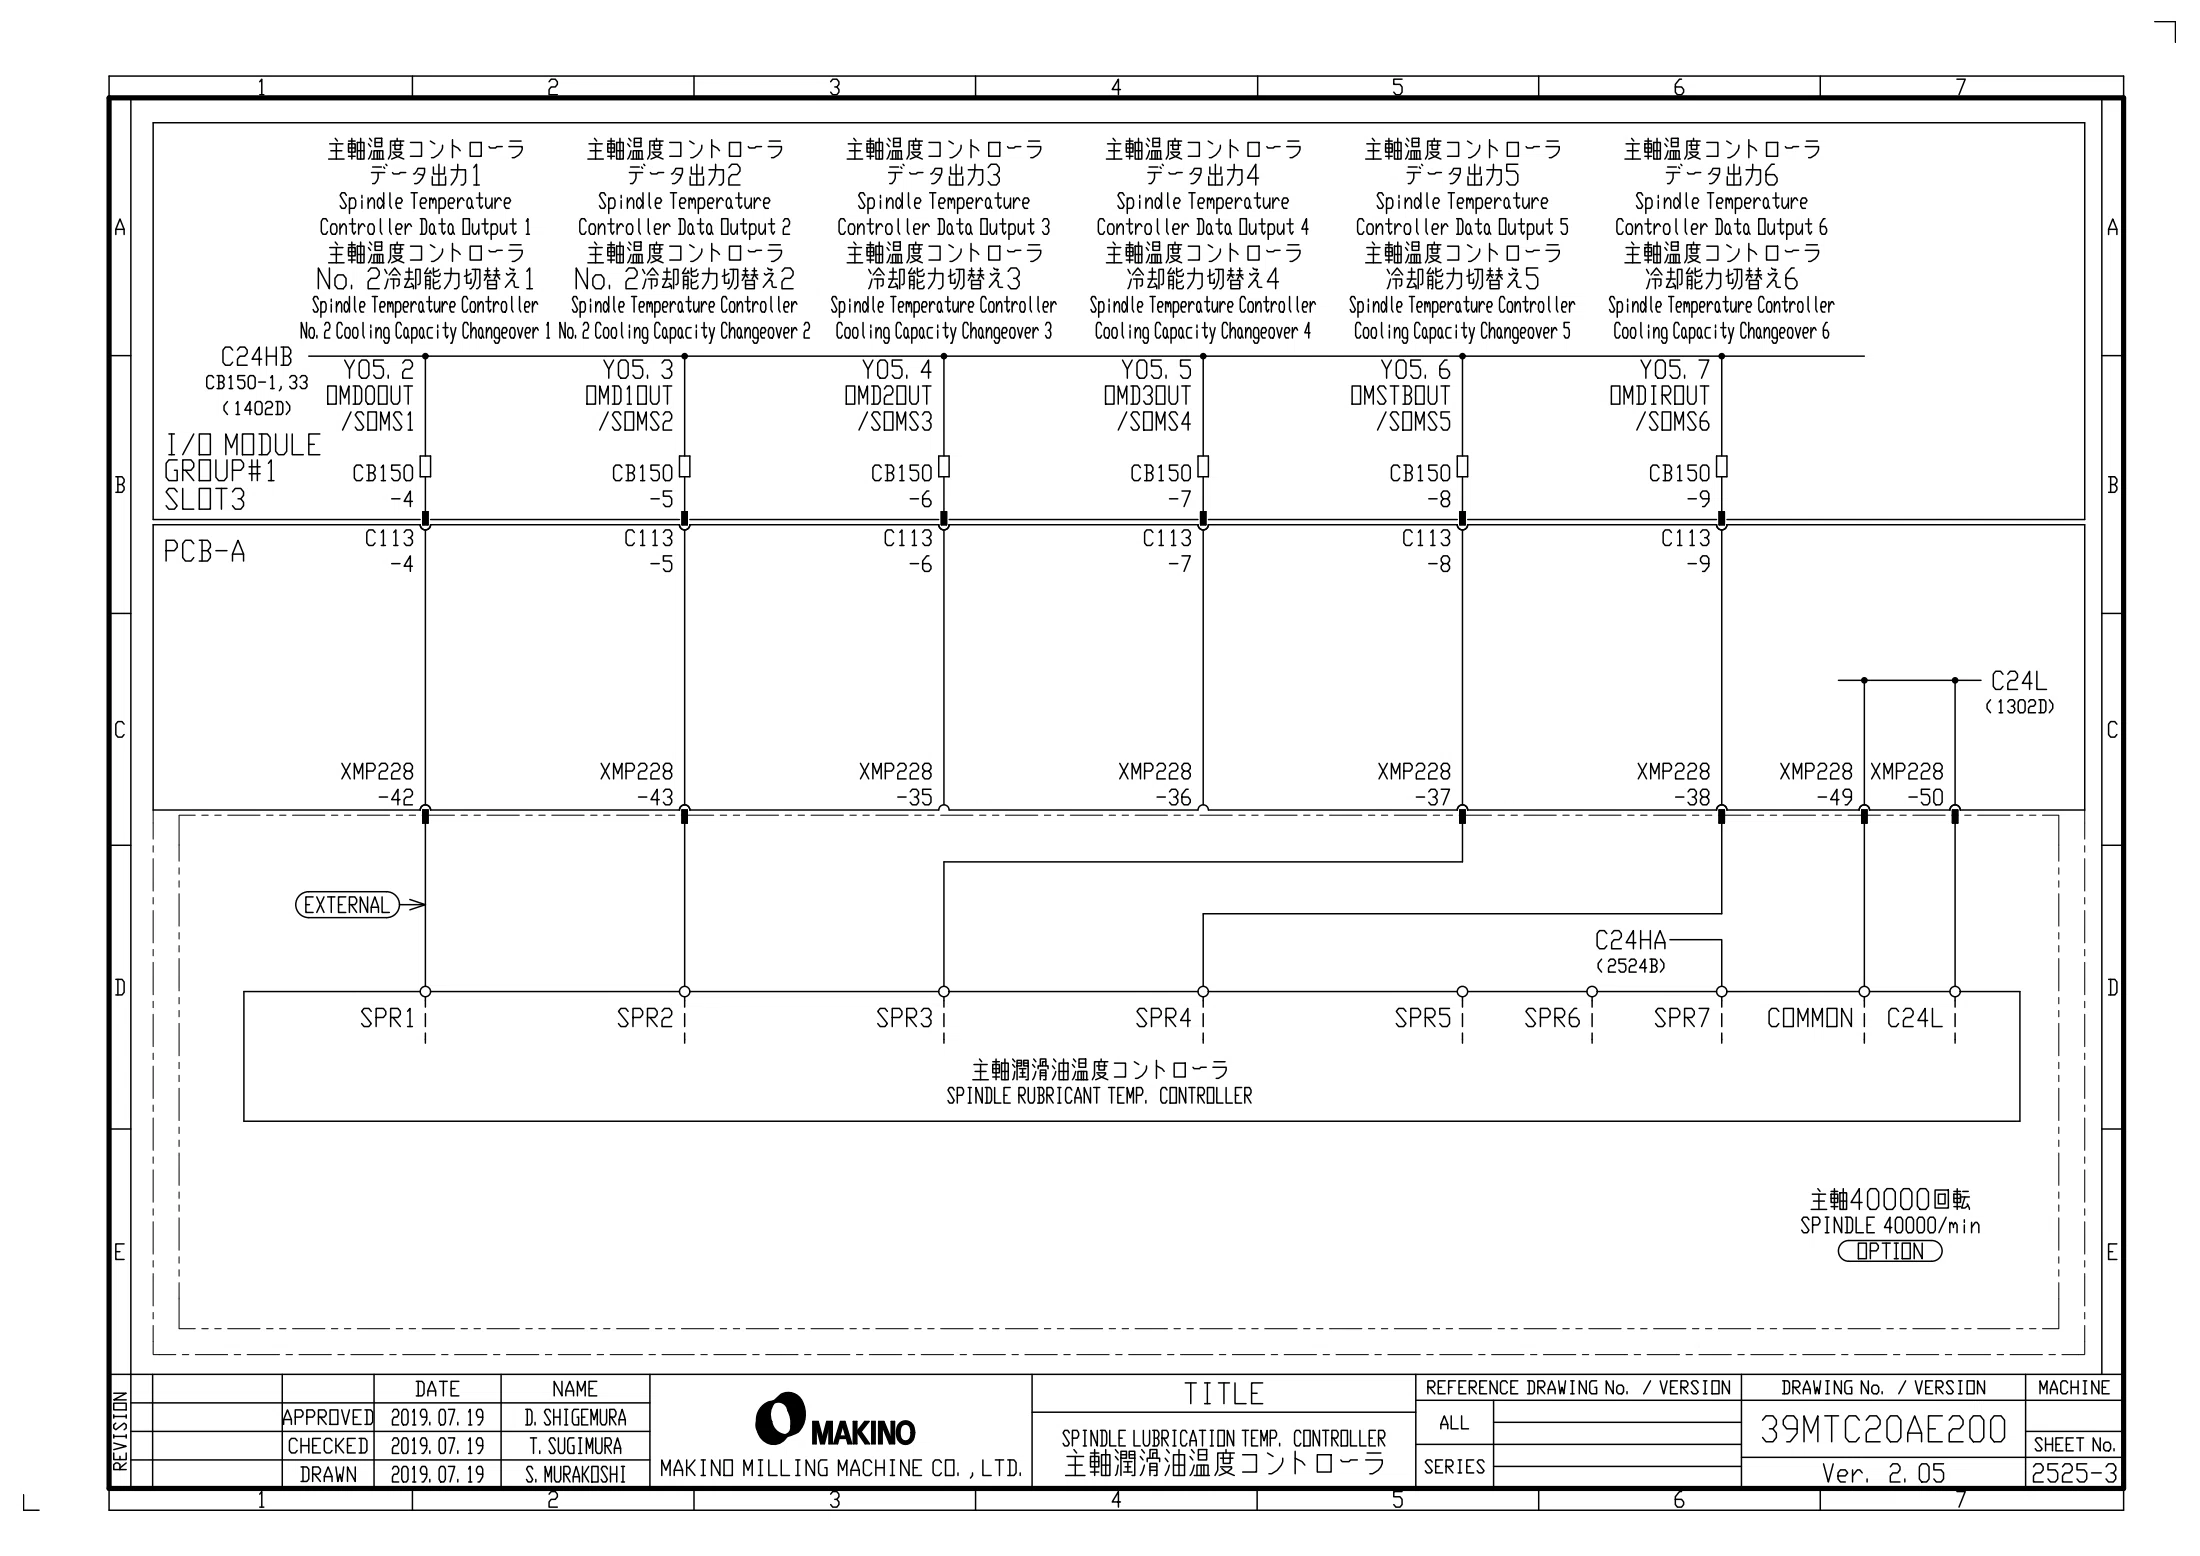 1 2 3 4 5 6 7
主軸温度コントローラ 主軸温度コントローラ 主軸温度コントローラ 主軸温度コントローラ 主軸温度コントローラ 主軸温度コントローラ
データ出力1 データ出力2 データ出力3 データ出力4 データ出力5 データ出力6
Spindle Temperature Spindle Temperature Spindle Temperature Spindle Temperature Spindle Temperature Spindle Temperature
A Controller Data Output 1 Controller Data Output 2 Controller Data Output 3 Controller Data Output 4 Controller Data Output 5 Controller Data Output 6 A
主軸温度コントローラ 主軸温度コントローラ 主軸温度コントローラ 主軸温度コントローラ 主軸温度コントローラ 主軸温度コントローラ
No. 2冷却能力切替え1 No. 2冷却能力切替え2 冷却能力切替え3 冷却能力切替え4 冷却能力切替え5 冷却能力切替え6
Spindle Temperature Controller Spindle Temperature Controller Spindle Temperature Controller Spindle Temperature Controller Spindle Temperature Controller Spindle Temperature Controller
No. 2 Cooling Capacity Changeover 1 No. 2 Cooling Capacity Changeover 2 Cooling Capacity Changeover 3 Cooling Capacity Changeover 4 Cooling Capacity Changeover 5 Cooling Capacity Changeover 6
C24HB
CB150-1, 33
(1402D)
Y05. 2 Y05. 3 Y05. 4 Y05. 5 Y05. 6 Y05. 7
OMD0OUT OMD1OUT OMD2OUT OMD3OUT OMSTBOUT OMDIROUT
/SOMS1 /SOMS2 /SOMS3 /SOMS4 /SOMS5 /SOMS6
I/O MODULE
GROUP#1
SLOT3
CB150 CB150 CB150 CB150 CB150 CB150
B B
-4 -5 -6 -7 -8 -9
PCB-A
C113 C113 C113 C113 C113 C113
-4 -5 -6 -7 -8 -9
C24L
(1302D)
C C
XMP228 XMP228 XMP228 XMP228 XMP228 XMP228 XMP228 XMP228
-42 -43 -35 -36 -37 -38 -49 -50
EXTERNAL
C24HA
(2524B)
D D
SPR1 SPR2 SPR3 SPR4 SPR5 SPR6 SPR7 COMMON C24L
主軸潤滑油温度コントローラ
SPINDLE RUBRICANT TEMP. CONTROLLER
主軸40000回転
SPINDLE 40000/min
OPTION
E E
REVISION
DATE NAME
APPROVED 2019. 07. 19 D. SHIGEMURA
CHECKED 2019. 07. 19 T. SUGIMURA
DRAWN 2019. 07. 19 S. MURAKOSHI
MAKINO
MAKINO MILLING MACHINE CO. , LTD.
TITLE
SPINDLE LUBRICATION TEMP. CONTROLLER
主軸潤滑油温度コントローラ
REFERENCE DRAWING No. / VERSION
ALL
SERIES
DRAWING No. / VERSION
39MTC20AE200
Ver. 2. 05
MACHINE
SHEET No.
2525-3
1 2 3 4 5 6 7